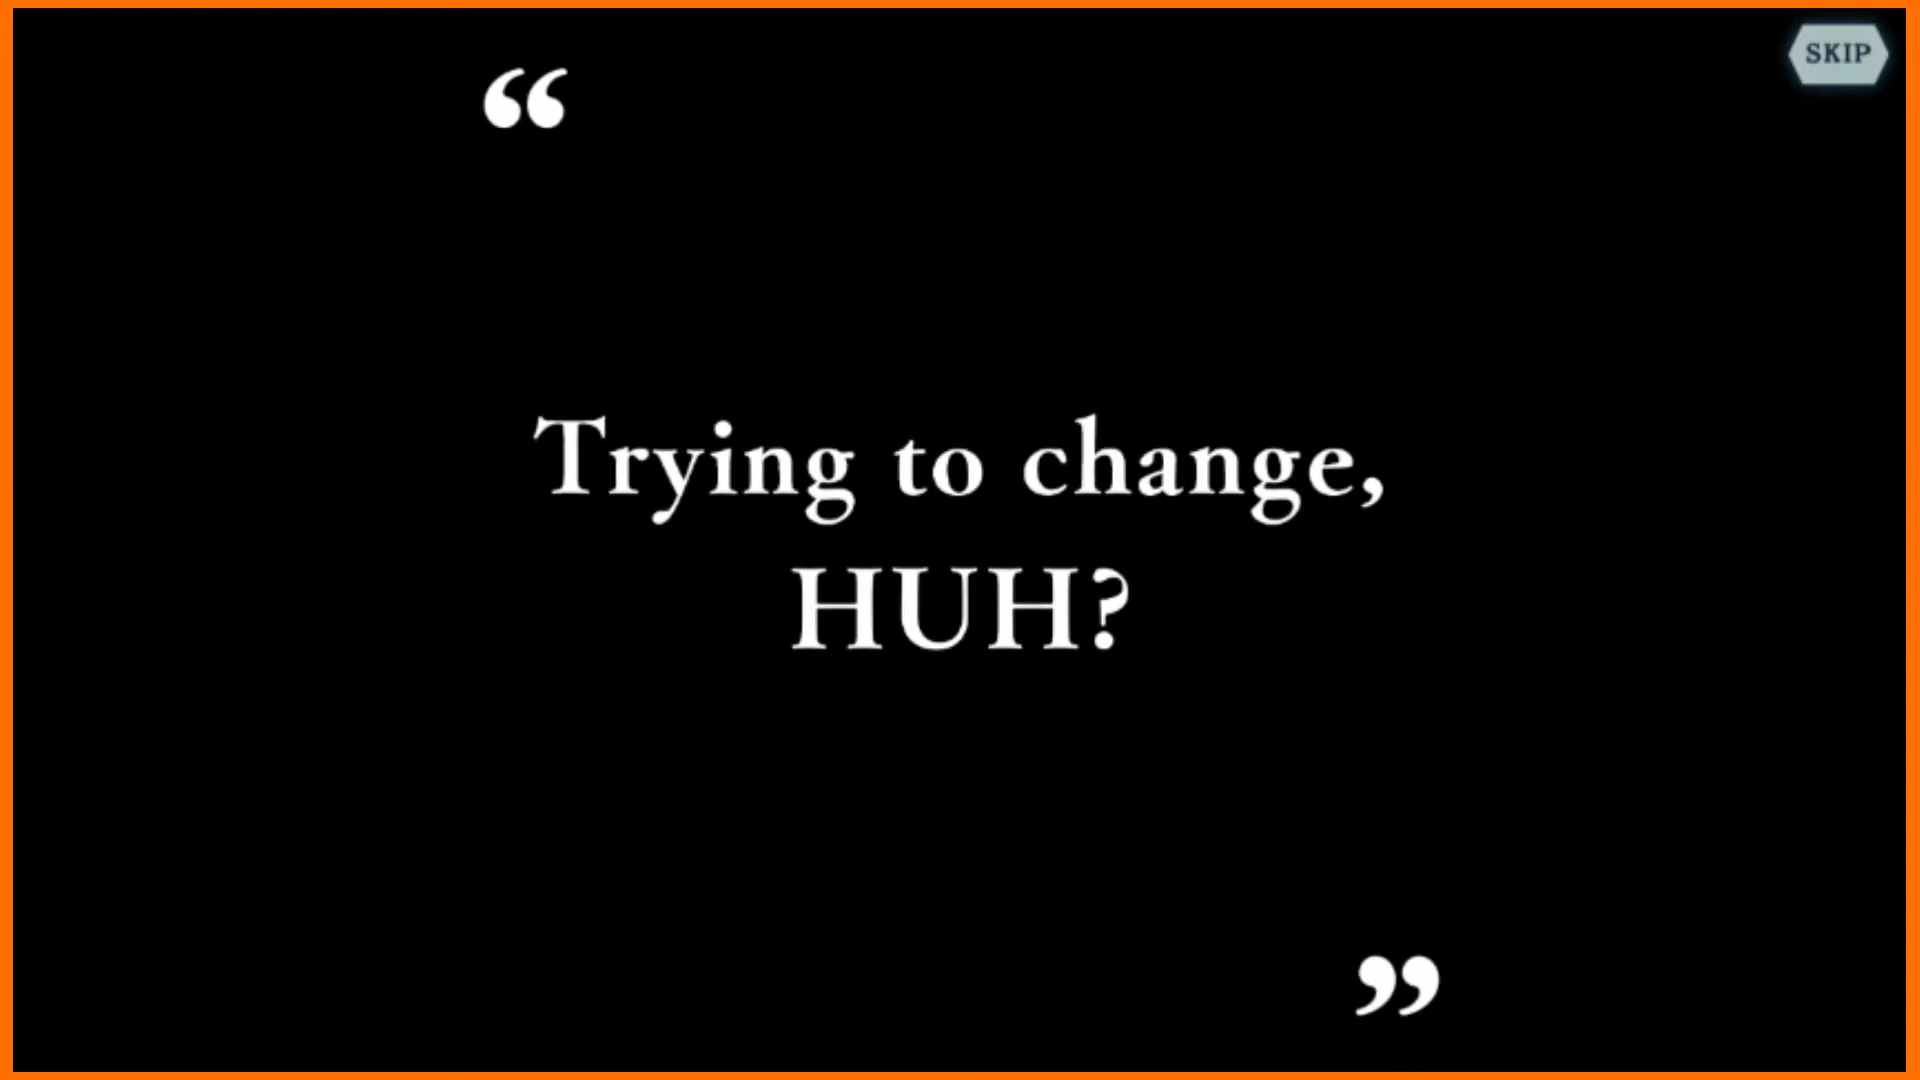 SKIP
“
Trying to change,
HUH?
”